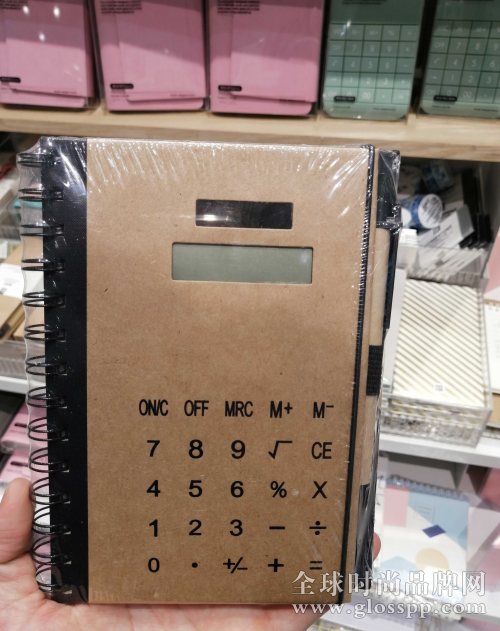 ON/C OFF MRC M+ M−
7 8 9 √ CE
4 5 6 % X
1 2 3 − ÷
0 . +/− + =
全球时尚品牌网
www.glosspp.com